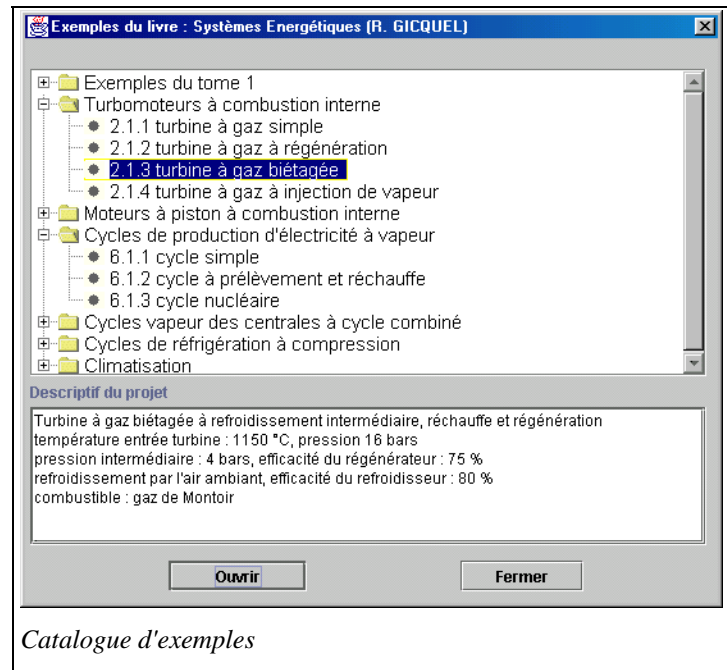 Exemples du livre : Systèmes Energétiques (R. GICQUEL)
Exemples du tome 1
Turbomoteurs à combustion interne
2.1.1 turbine à gaz simple
2.1.2 turbine à gaz à régénération
2.1.3 turbine à gaz biétagée
2.1.4 turbine à gaz à injection de vapeur
Moteurs à piston à combustion interne
Cycles de production d'électricité à vapeur
6.1.1 cycle simple
6.1.2 cycle à prélèvement et réchauffe
6.1.3 cycle nucléaire
Cycles vapeur des centrales à cycle combiné
Cycles de réfrigération à compression
Climatisation
Descriptif du projet
Turbine à gaz biétagée à refroidissement intermédiaire, réchauffe et régénération
température entrée turbine : 1150 °C, pression 16 bars
pression intermédiaire : 4 bars, efficacité du régénérateur : 75 %
refroidissement par l'air ambiant, efficacité du refroidisseur : 80 %
combustible : gaz de Montoir
Ouvrir Fermer
Catalogue d'exemples